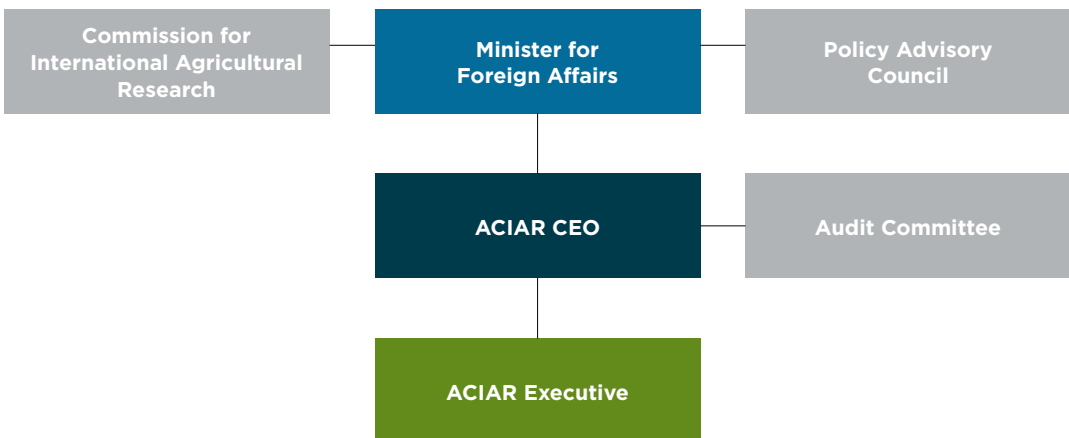 Commission for
International Agricultural
Research
Minister for
Foreign Affairs
Policy Advisory
Council
ACIAR CEO
Audit Committee
ACIAR Executive